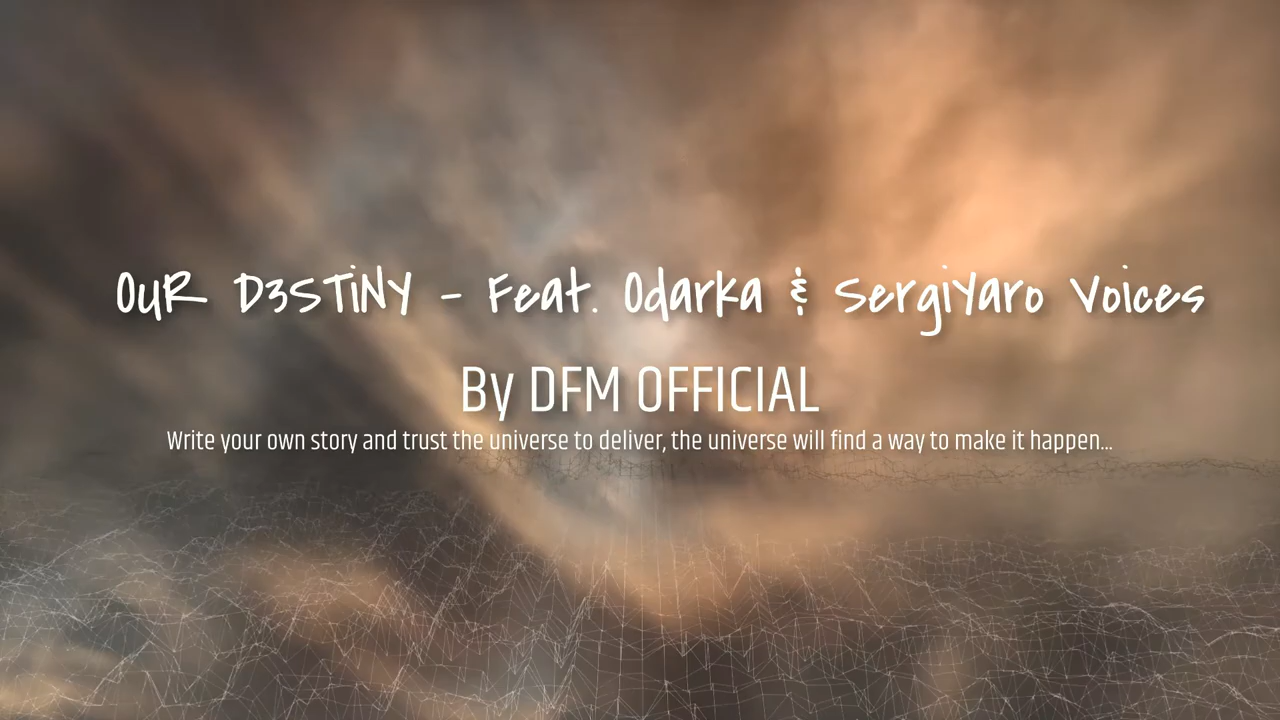 OUR D3STiNY - Feat. Odarka & SergiYaro Voices
By DFM OFFICIAL
Write your own story and trust the universe to deliver, the universe will find a way to make it happen...